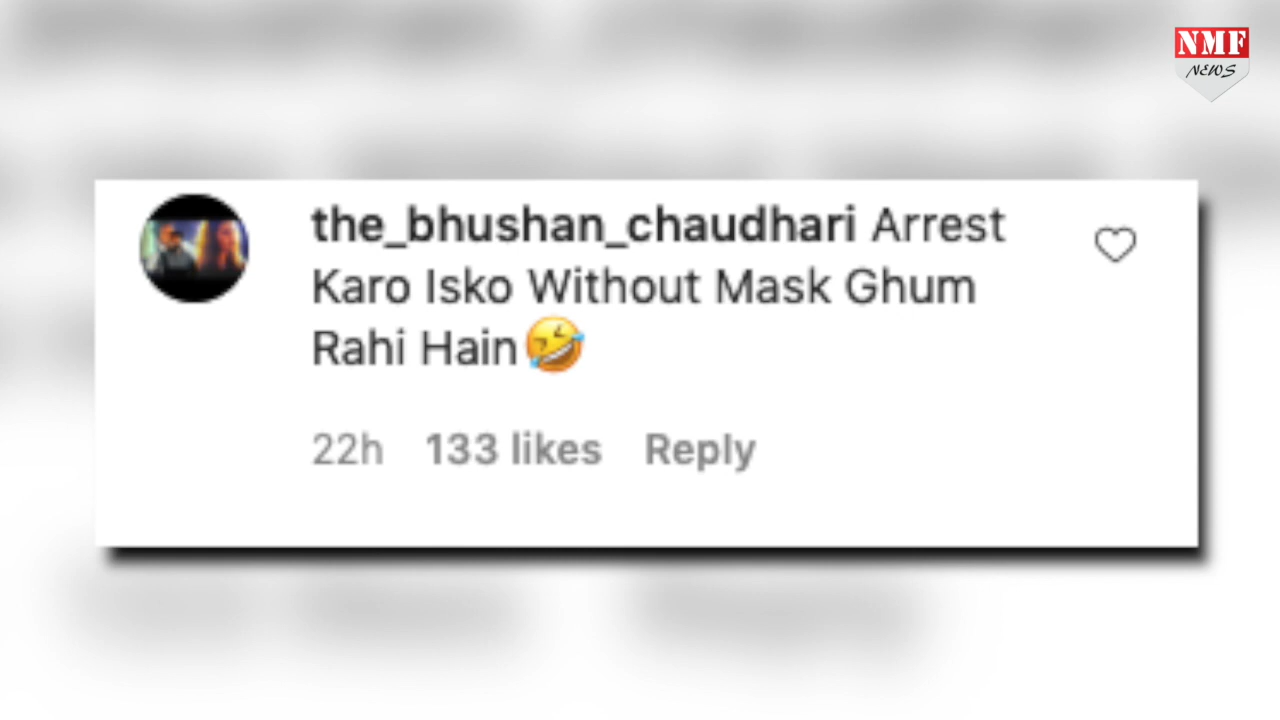 NMF
NEWS
the_bhushan_chaudhari Arrest
Karo Isko Without Mask Ghum
Rahi Hain🤣
22h 133 likes Reply